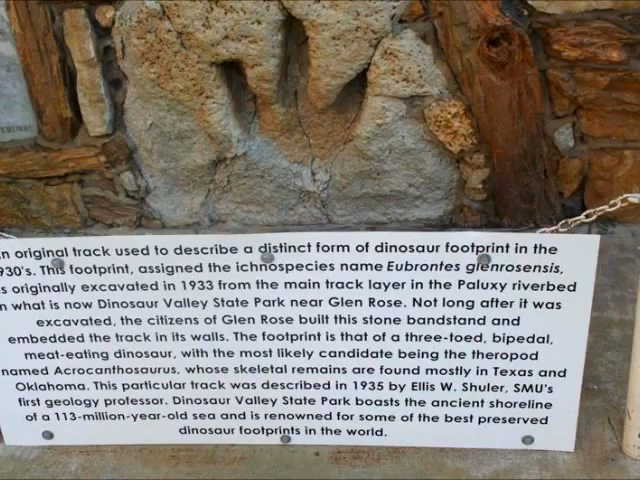 n original track used to describe a distinct form of dinosaur footprint in the
930's. This footprint, assigned the ichnospecies name Eubrontes glenrosensis,
s originally excavated in 1933 from the main track layer in the Paluxy riverbed
n what is now Dinosaur Valley State Park near Glen Rose. Not long after it was
excavated, the citizens of Glen Rose built this stone bandstand and
embedded the track in its walls. The footprint is that of a three-toed, bipedal,
meat-eating dinosaur, with the most likely candidate being the theropod
named Acrocanthosaurus, whose skeletal remains are found mostly in Texas and
Oklahoma. This particular track was described in 1935 by Ellis W. Shuler, SMU's
first geology professor. Dinosaur Valley State Park boasts the ancient shoreline
of a 113-million-year-old sea and is renowned for some of the best preserved
dinosaur footprints in the world.